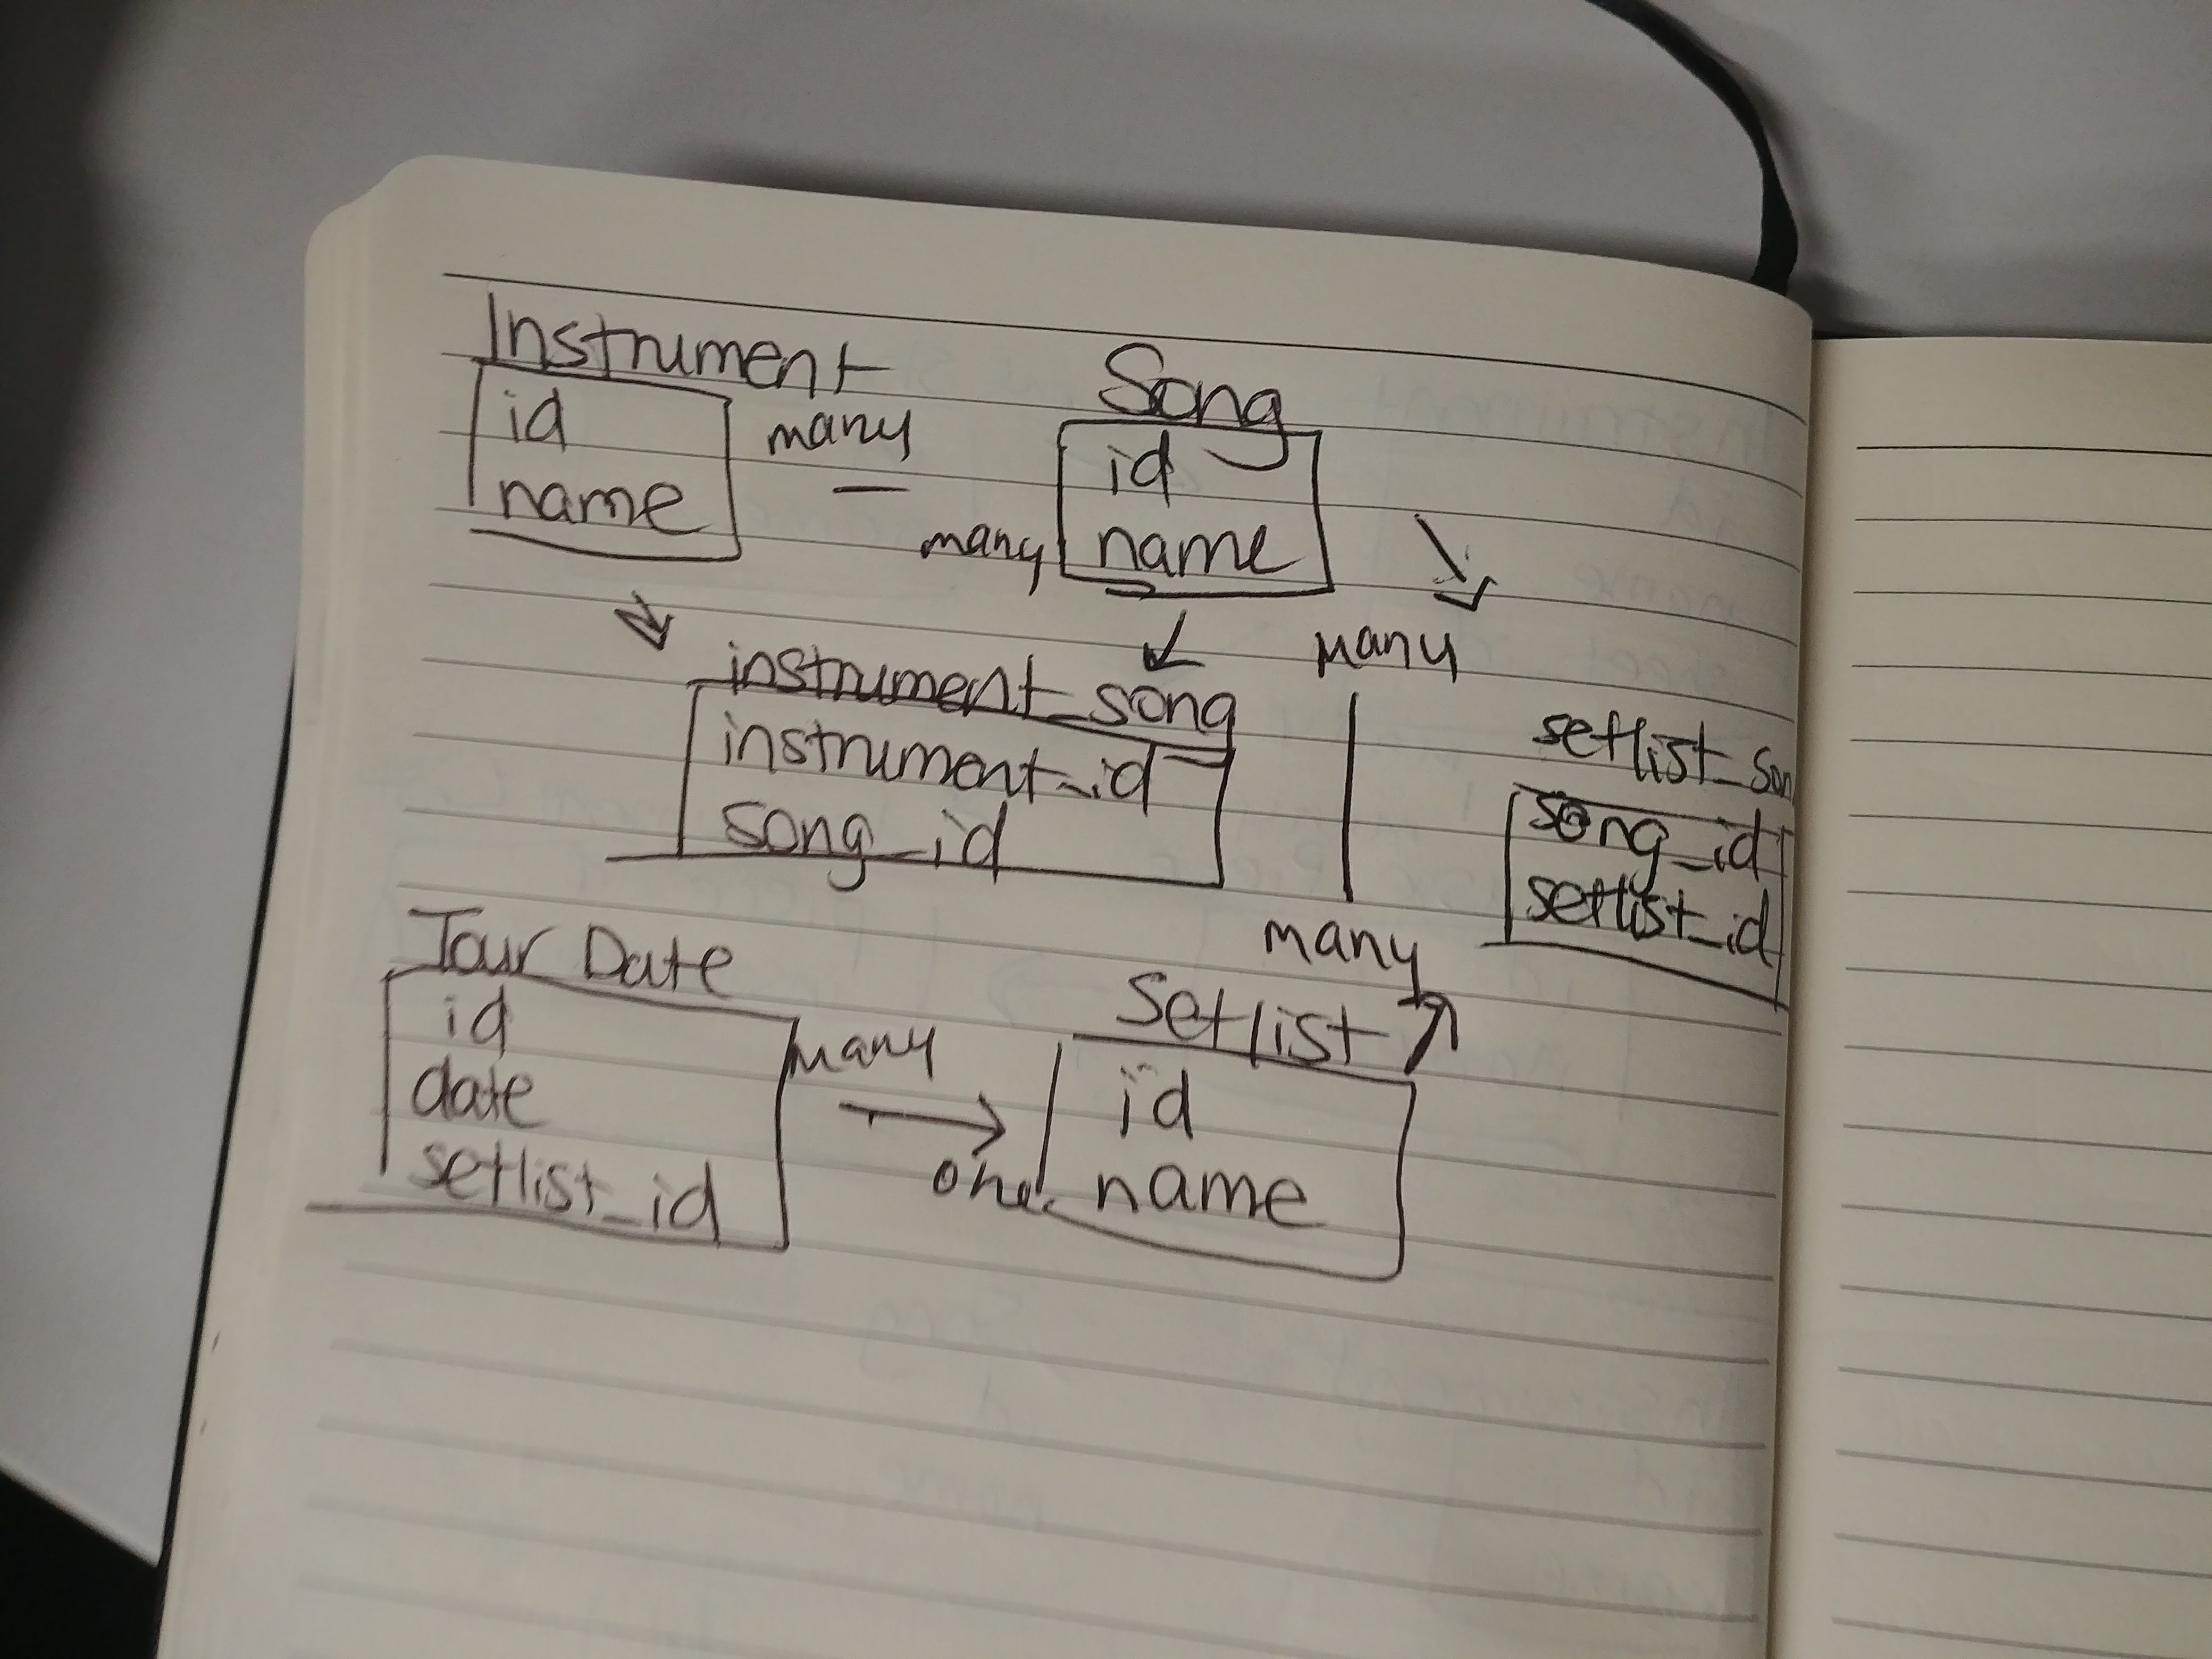 Instrument
id
name
many
many
Song
id
name
instrument_song
instrument_id
song_id
many
many
setlist_son
song_id
setlist_id
Tour Date
id
date
setlist_id
many
one
Setlist
id
name